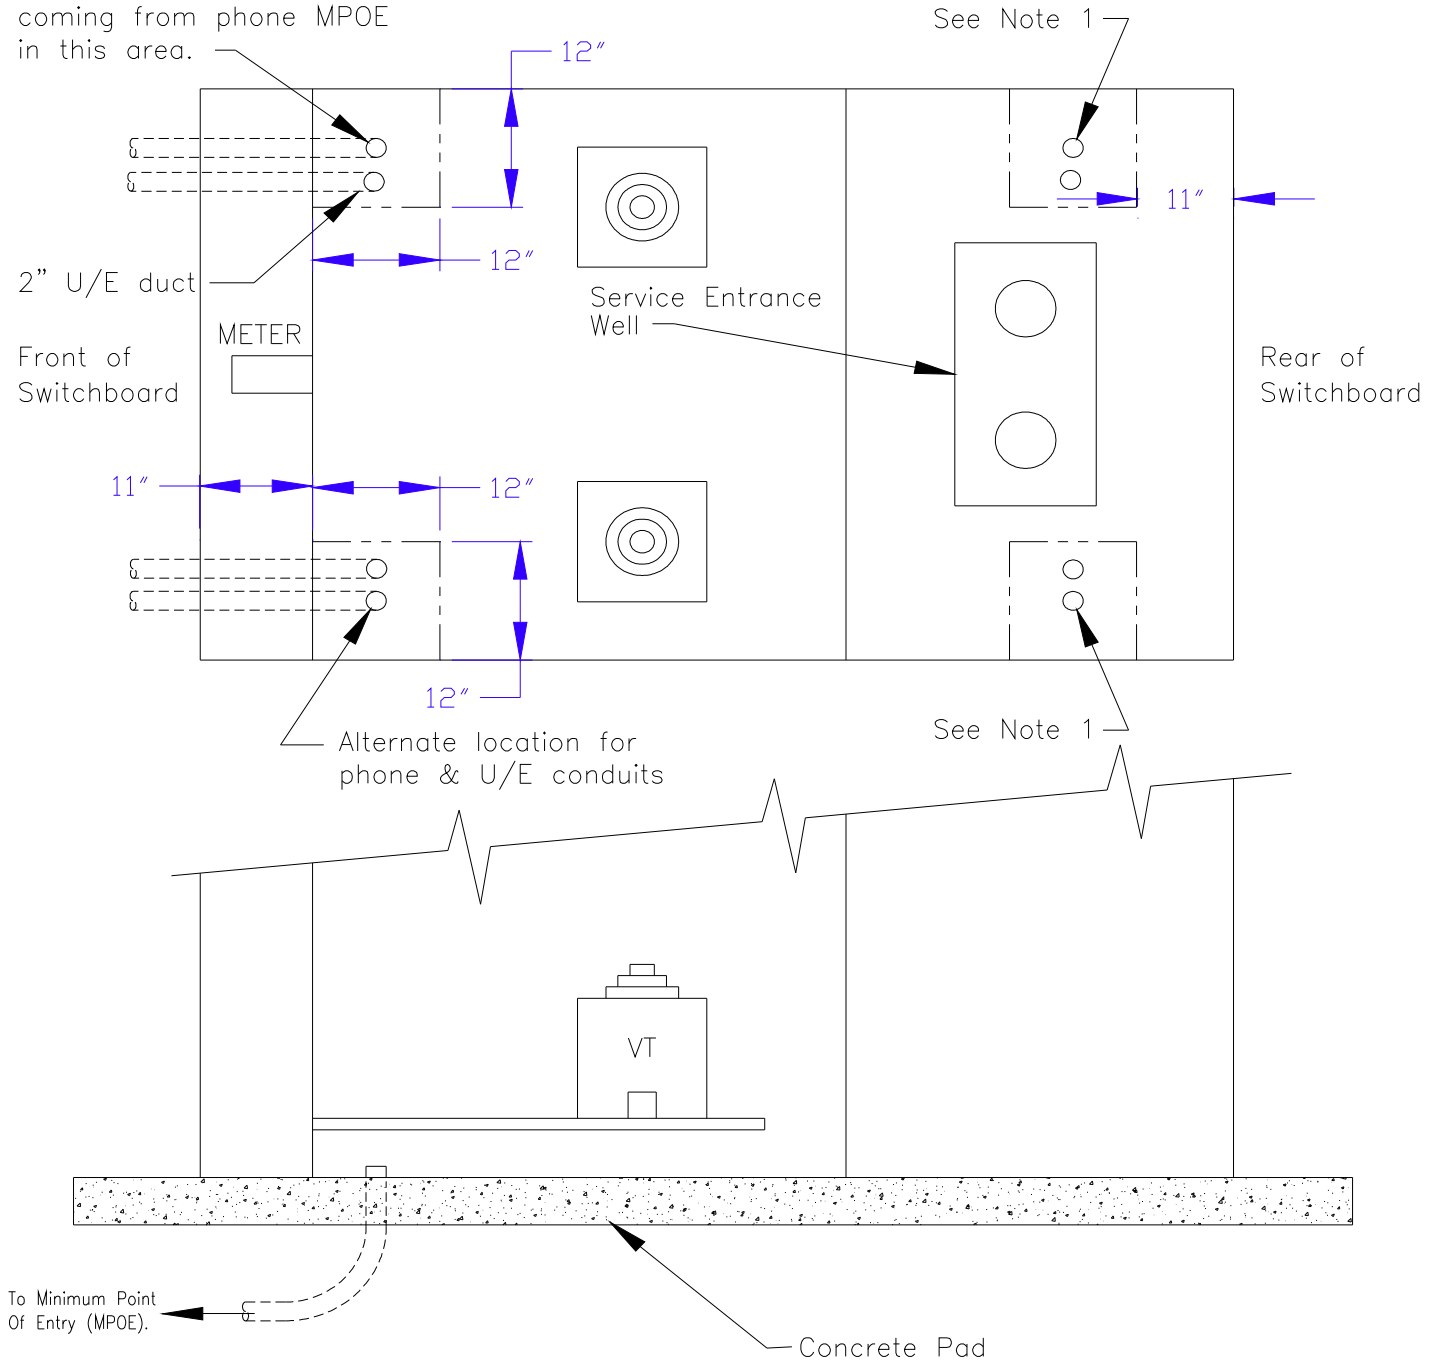 coming from phone MPOE
in this area.
See Note 1
12"
11"
2” U/E duct
12"
Service Entrance
Well
METER
Front of
Switchboard
Rear of
Switchboard
11"
12"
12"
See Note 1
Alternate location for
phone & U/E conduits
VT
To Minimum Point
Of Entry (MPOE).
Concrete Pad